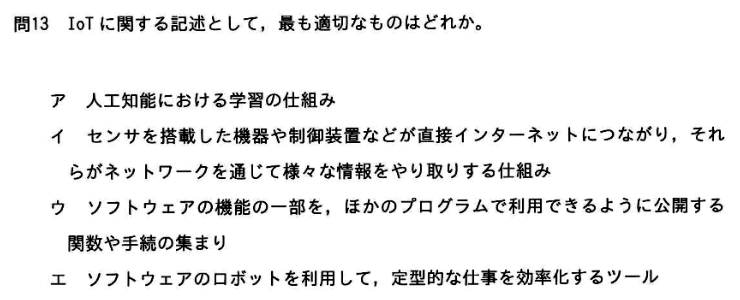 問13 IoTに関する記述として，最も適切なものはどれか。
ア 人工知能における学習の仕組み
イ センサを搭載した機器や制御装置などが直接インターネットにつながり，それ
らがネットワークを通じて様々な情報をやり取りする仕組み
ウ ソフトウェアの機能の一部を，ほかのプログラムで利用できるように公開する
関数や手続の集まり
エ ソフトウェアのロボットを利用して，定型的な仕事を効率化するツール